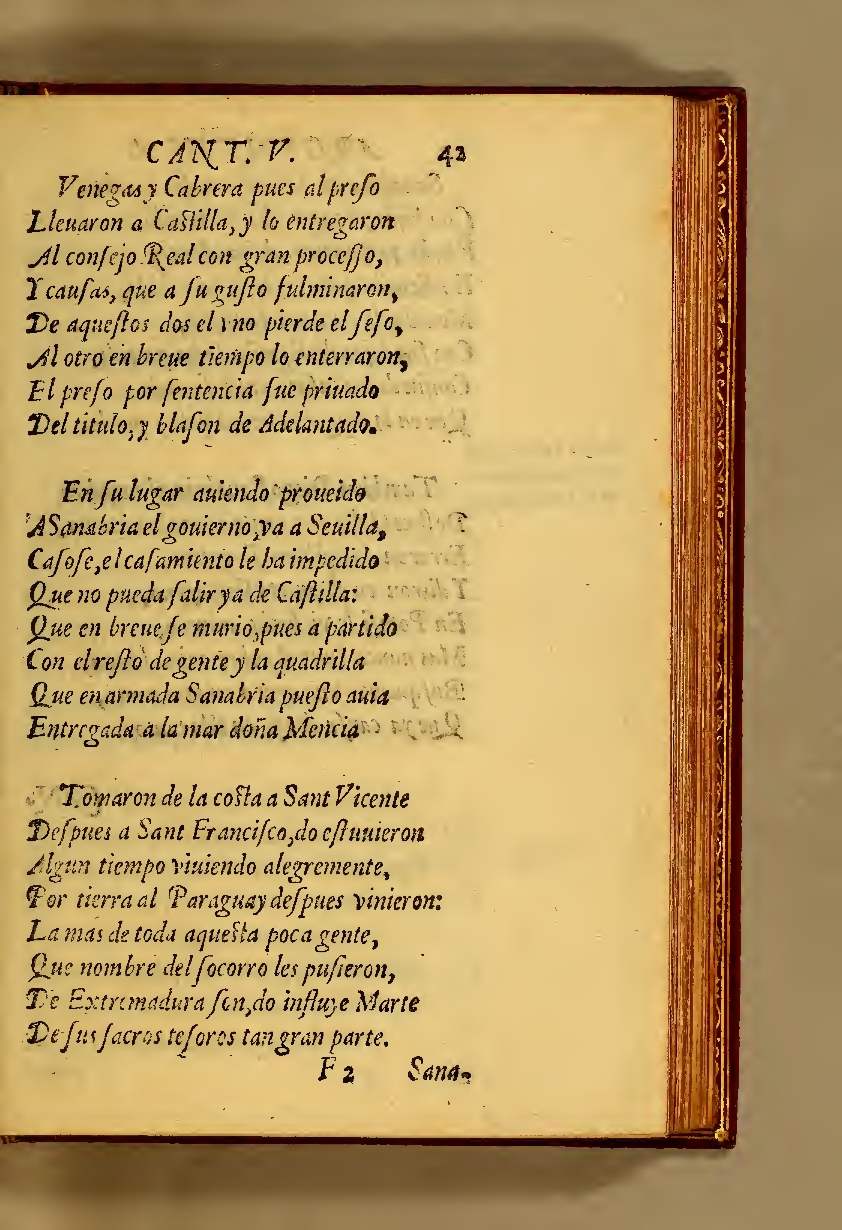 CANT. V. 42
Venegas y Cabrera pues al preſo
Lleuaron a Caſtilla, y lo entregaron
Al conſejo Real con gran proceſſo,
Y cauſas, que a ſu guſto fulminaron,
De aqueſtos dos el vno pierde el ſeſo,
Al otro en breue tiempo lo enterraron,
El preſo por ſentencia fue priuado
Del titulo, y blaſon de Adelantado.
En ſu lugar auiendo proueido
A Sanabria el gouierno, va a Seuilla,
Caſoſe, el caſamiento le ha impedido
Que no pueda ſalir ya de Caſtilla:
Que en breue ſe murio, pues a partido
Con el reſto de gente y la quadrilla
Que en armada Sanabria pueſto auia
Entregada a la mar doña Mencia
Tomaron de la coſta a Sant Vicente
Deſpues a Sant Franciſco, do eſtuuieron
Algun tiempo viuiendo alegremente,
Por tierra al Paraguay deſpues vinieron:
La mas de toda aqueſta poca gente,
Que nombre del ſocorro les puſieron,
De Extremadura ſon, do influye Marte
De ſus ſacros teſoros tan gran parte.
F 2 Sana-